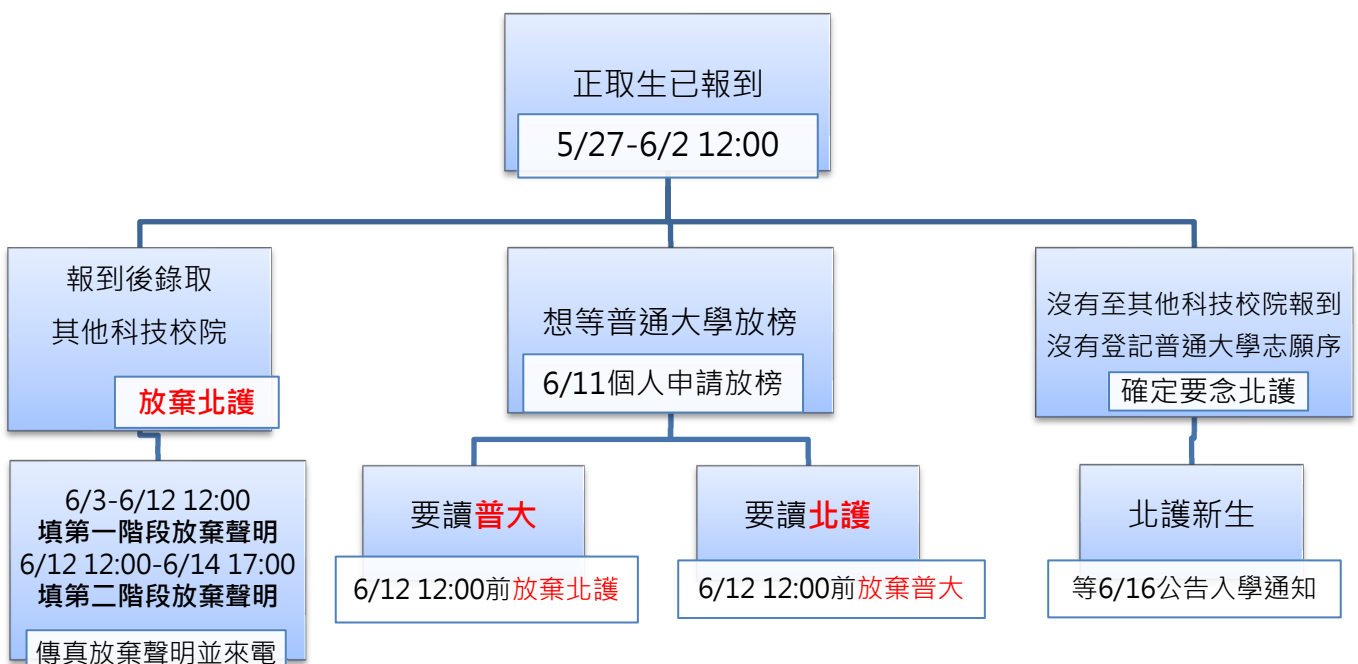 正取生已報到
5/27-6/2 12:00
報到後錄取
其他科技校院
放棄北護
想等普通大學放榜
6/11個人申請放榜
沒有至其他科技校院報到
沒有登記普通大學志願序
確定要念北護
6/3-6/12 12:00
填第一階段放棄聲明
6/12 12:00-6/14 17:00
填第二階段放棄聲明
傳真放棄聲明並來電
要讀普大
6/12 12:00前放棄北護
要讀北護
6/12 12:00前放棄普大
北護新生
等6/16公告入學通知